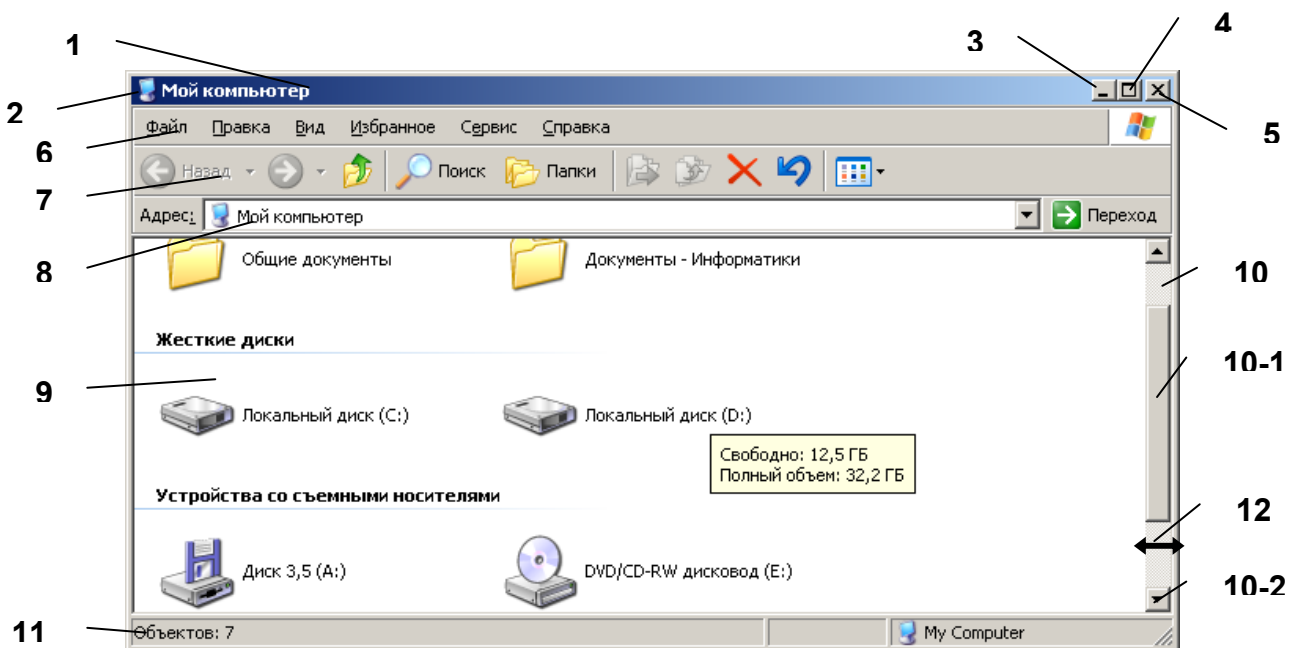 1
3
4
2
Мой компьютер
5
6
Файл Правка Вид Избранное Сервис Справка
7
Назад Поиск Папки
8
Адрес: Мой компьютер Переход
Общие документы Документы - Информатики
10
Жесткие диски
10-1
9
Локальный диск (C:) Локальный диск (D:)
Свободно: 12,5 ГБ
Полный объем: 32,2 ГБ
Устройства со съемными носителями
12
Диск 3,5 (A:) DVD/CD-RW дисковод (E:)
10-2
11
Объектов: 7 My Computer